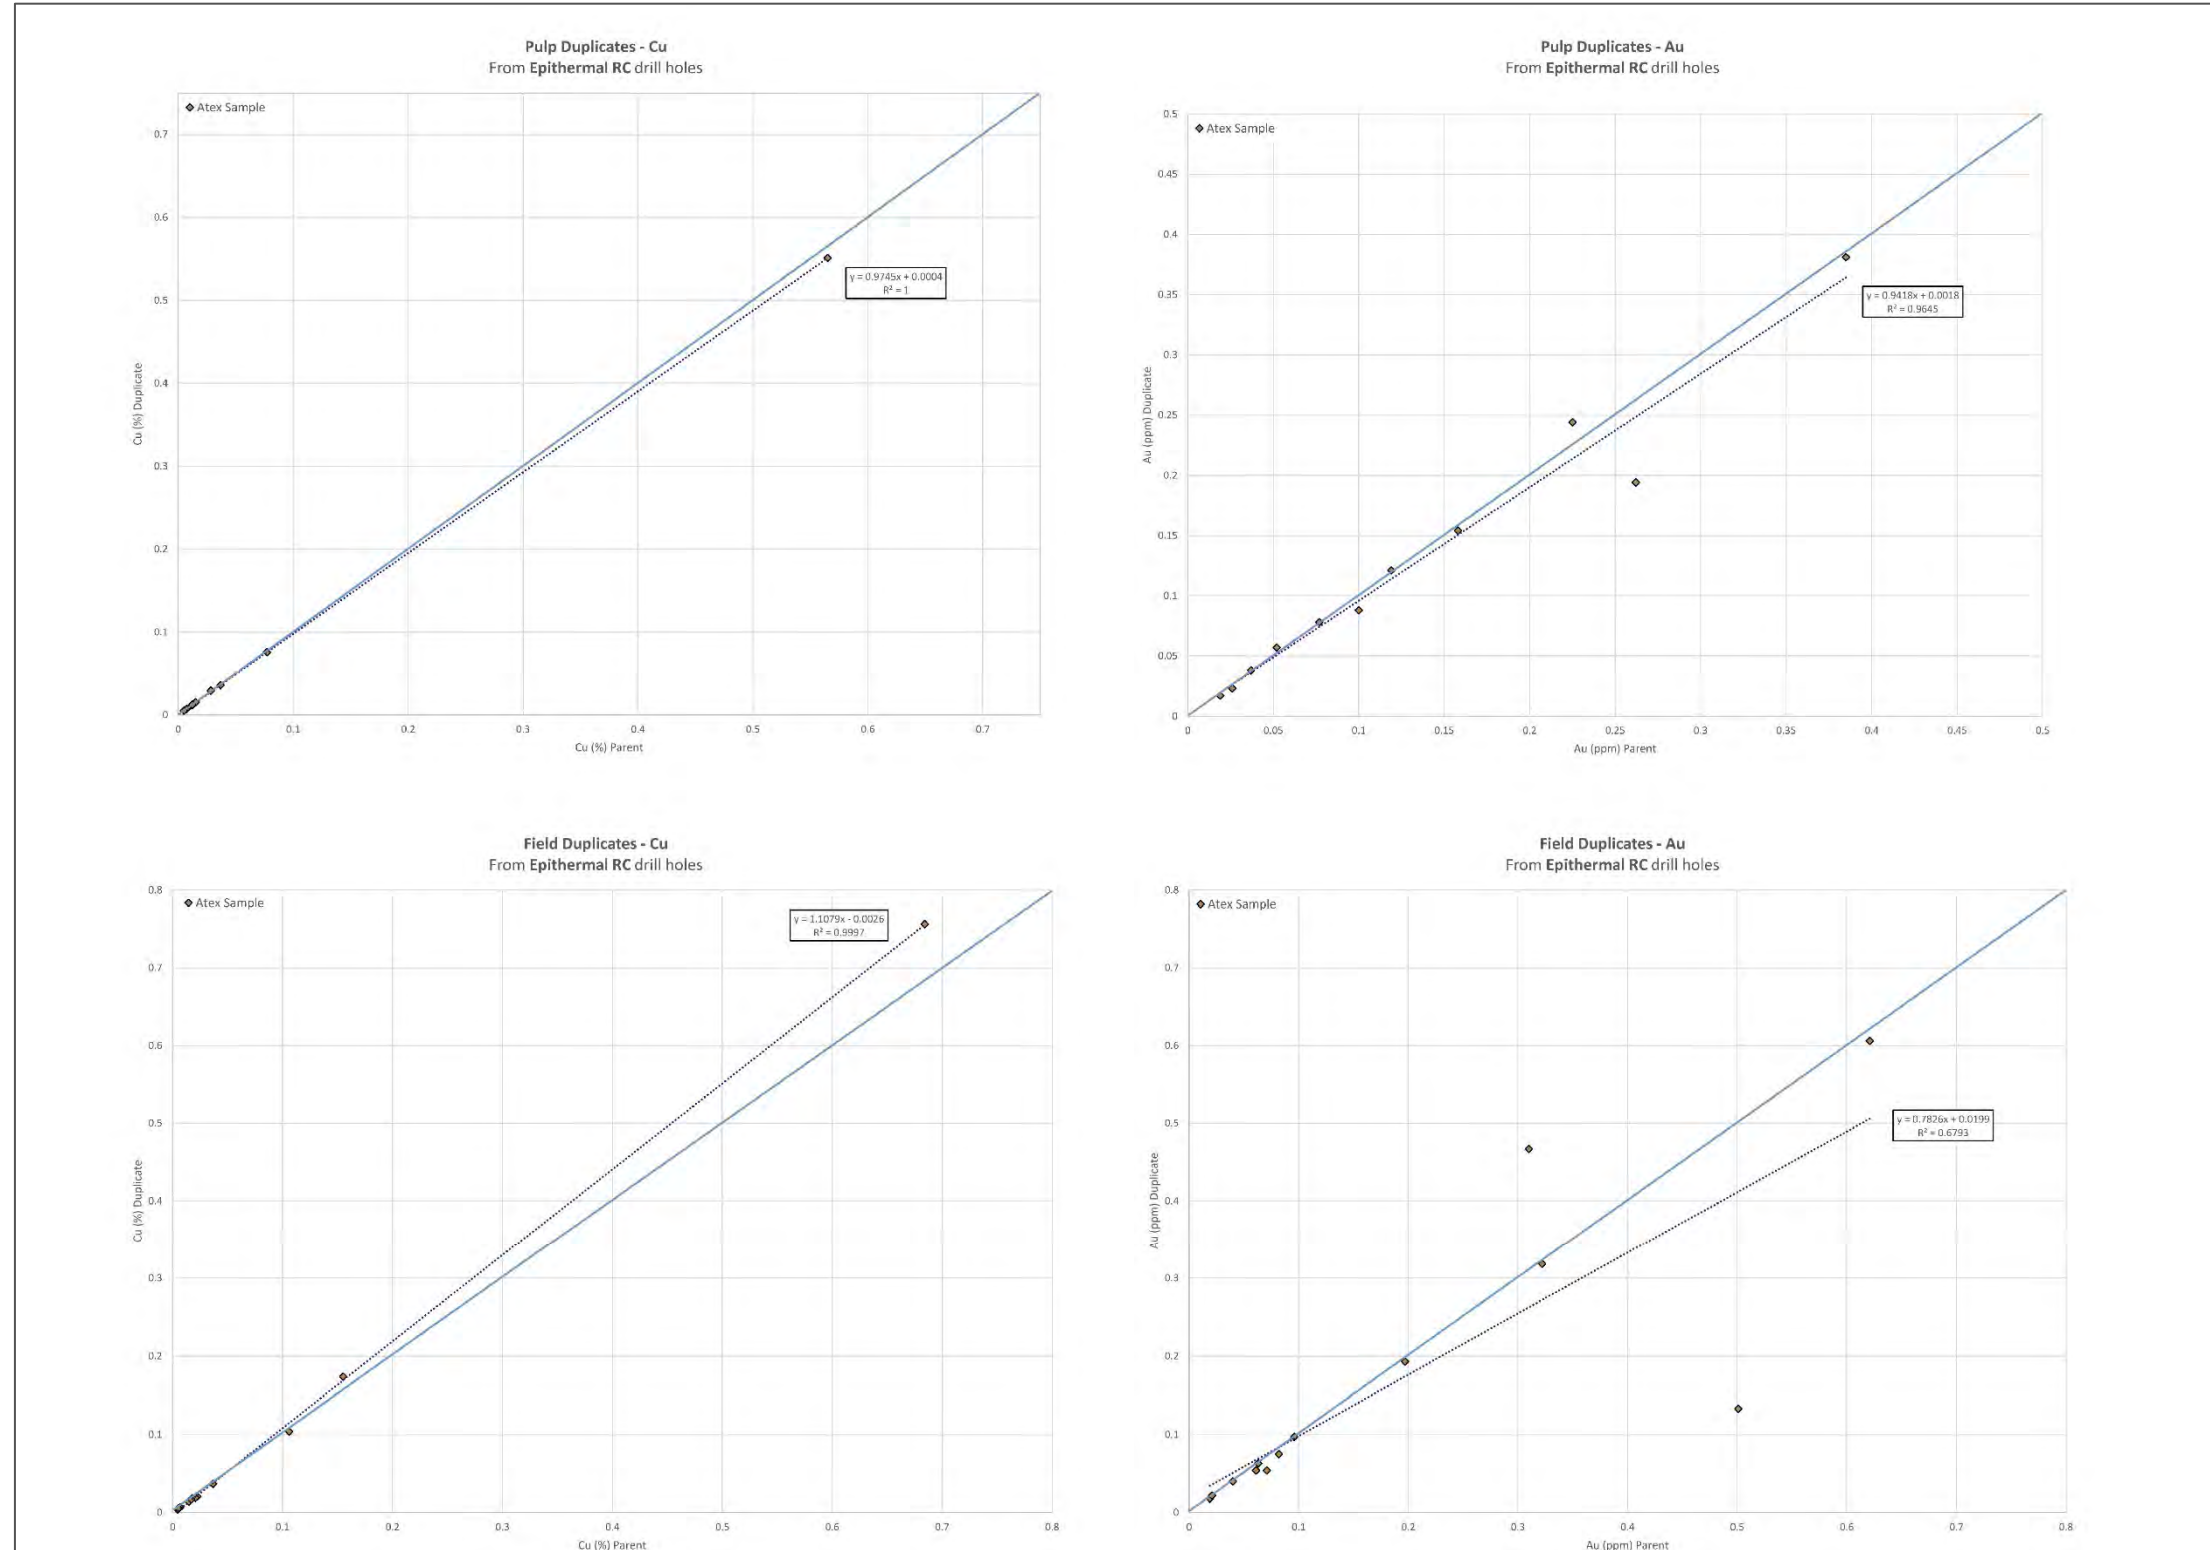 Pulp Duplicates - Cu
From Epithermal RC drill holes
Atex Sample
0.7
0.6
0.5
0.4
0.3
0.2
0.1
0
Cu (%) Duplicate
y = 0.9745x + 0.0004
R² = 1
0 0.1 0.2 0.3 0.4 0.5 0.6 0.7
Cu (%) Parent
Pulp Duplicates - Au
From Epithermal RC drill holes
Atex Sample
0.5
0.45
0.4
0.35
0.3
0.25
0.2
0.15
0.1
0.05
0
Au (ppm) Duplicate
y = 0.9418x + 0.0018
R² = 0.9645
0 0.05 0.1 0.15 0.2 0.25 0.3 0.35 0.4 0.45 0.5
Au (ppm) Parent
Field Duplicates - Cu
From Epithermal RC drill holes
Atex Sample
0.8
0.7
0.6
0.5
0.4
0.3
0.2
0.1
0
Cu (%) Duplicate
y = 1.1079x - 0.0026
R² = 0.9997
0 0.1 0.2 0.3 0.4 0.5 0.6 0.7 0.8
Cu (%) Parent
Field Duplicates - Au
From Epithermal RC drill holes
Atex Sample
0.8
0.7
0.6
0.5
0.4
0.3
0.2
0.1
0
Au (ppm) Duplicate
y = 0.7826x + 0.0199
R² = 0.6793
0 0.1 0.2 0.3 0.4 0.5 0.6 0.7 0.8
Au (ppm) Parent